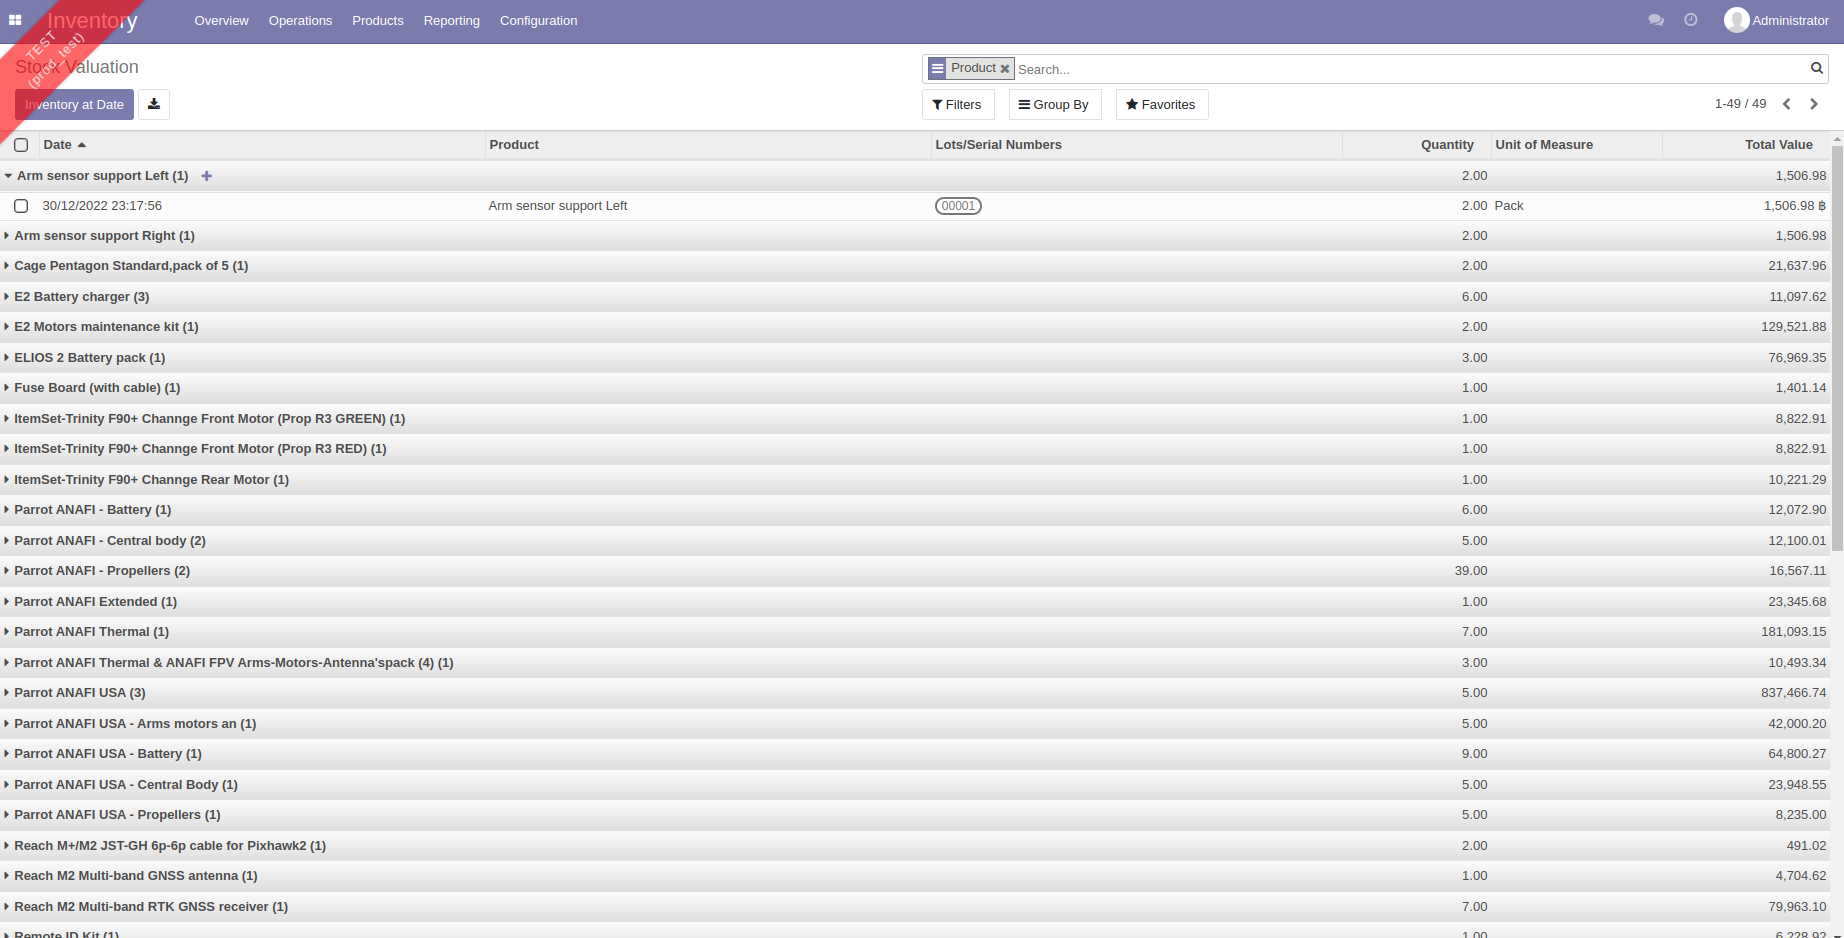 Inventory
Overview Operations Products Reporting Configuration
Administrator
TEST
(prod_test)
Stock Valuation
Product Search...
Inventory at Date
Filters Group By Favorites 1-49 / 49
Date Product Lots/Serial Numbers Quantity Unit of Measure Total Value
Arm sensor support Left (1) 2.00 1,506.98
30/12/2022 23:17:56 Arm sensor support Left 00001 2.00 Pack 1,506.98 ฿
Arm sensor support Right (1) 2.00 1,506.98
Cage Pentagon Standard,pack of 5 (1) 2.00 21,637.96
E2 Battery charger (3) 6.00 11,097.62
E2 Motors maintenance kit (1) 2.00 129,521.88
ELIOS 2 Battery pack (1) 3.00 76,969.35
Fuse Board (with cable) (1) 1.00 1,401.14
ItemSet-Trinity F90+ Channge Front Motor (Prop R3 GREEN) (1) 1.00 8,822.91
ItemSet-Trinity F90+ Channge Front Motor (Prop R3 RED) (1) 1.00 8,822.91
ItemSet-Trinity F90+ Channge Rear Motor (1) 1.00 10,221.29
Parrot ANAFI - Battery (1) 6.00 12,072.90
Parrot ANAFI - Central body (2) 5.00 12,100.01
Parrot ANAFI - Propellers (2) 39.00 16,567.11
Parrot ANAFI Extended (1) 1.00 23,345.68
Parrot ANAFI Thermal (1) 7.00 181,093.15
Parrot ANAFI Thermal & ANAFI FPV Arms-Motors-Antenna'spack (4) (1) 3.00 10,493.34
Parrot ANAFI USA (3) 5.00 837,466.74
Parrot ANAFI USA - Arms motors an (1) 5.00 42,000.20
Parrot ANAFI USA - Battery (1) 9.00 64,800.27
Parrot ANAFI USA - Central Body (1) 5.00 23,948.55
Parrot ANAFI USA - Propellers (1) 5.00 8,235.00
Reach M+/M2 JST-GH 6p-6p cable for Pixhawk2 (1) 2.00 491.02
Reach M2 Multi-band GNSS antenna (1) 1.00 4,704.62
Reach M2 Multi-band RTK GNSS receiver (1) 7.00 79,963.10
Remote ID Kit (1) 1.00 6,228.92